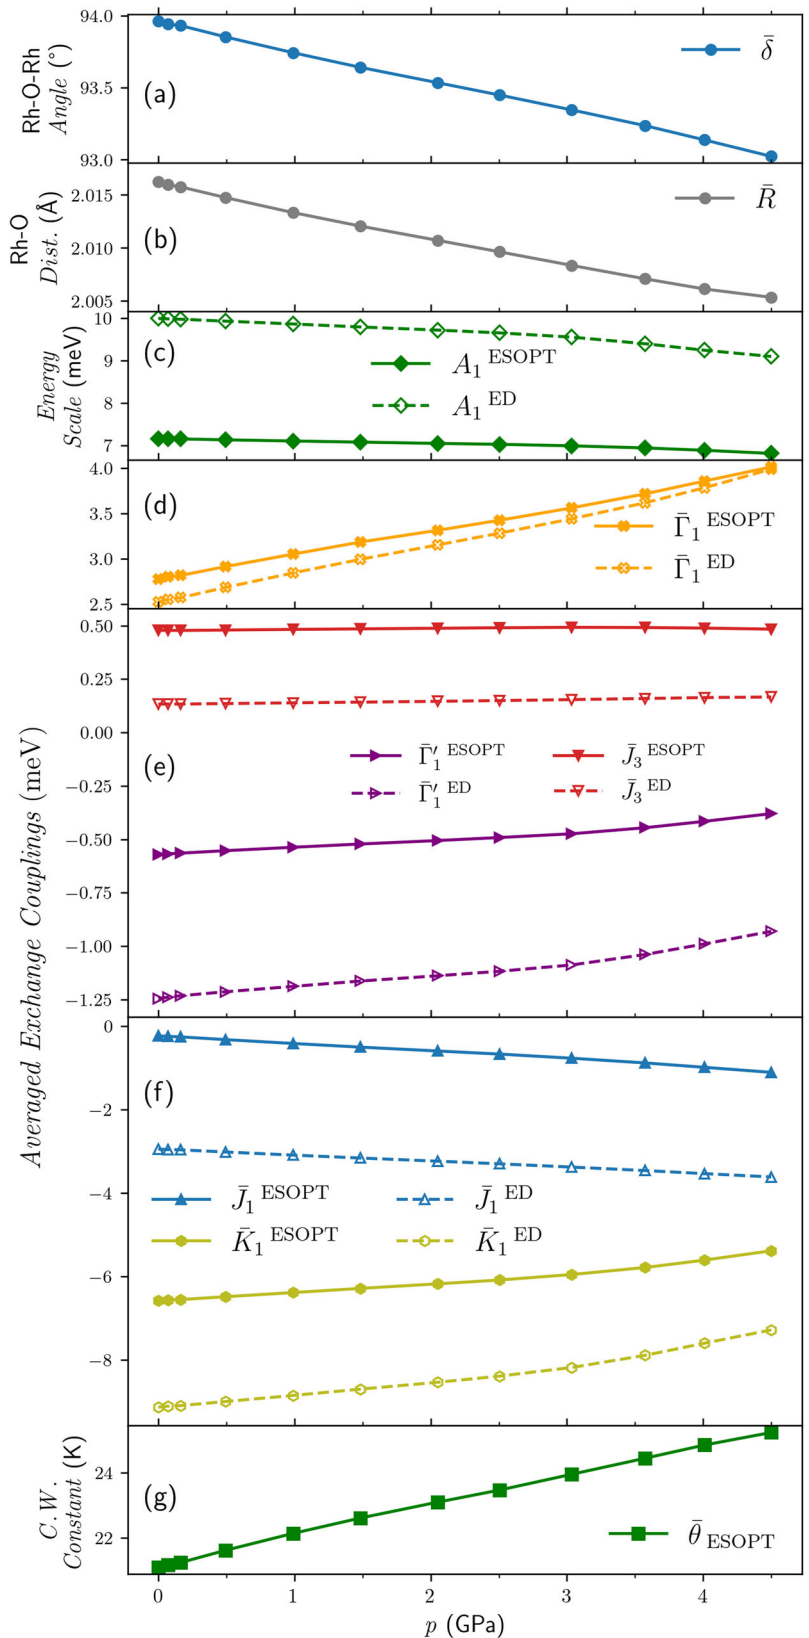 94.0
93.5
93.0
Rh-O-Rh
Angle (°)
(a)
δ̄
2.015
2.010
2.005
Rh-O
Dist. (Å)
(b)
R̄
10
9
8
7
Energy
Scale (meV)
(c)
A₁ ESOPT
A₁ ED
4.0
3.5
3.0
2.5
(d)
Γ̄₁ ESOPT
Γ̄₁ ED
Averaged Exchange Couplings (meV)
0.50
0.25
0.00
−0.25
−0.50
−0.75
−1.00
−1.25
(e)
Γ̄′₁ ESOPT
Γ̄′₁ ED
J̄₃ ESOPT
J̄₃ ED
0
−2
−4
−6
−8
(f)
J̄₁ ESOPT
K̄₁ ESOPT
J̄₁ ED
K̄₁ ED
24
22
C.W.
Constant (K)
(g)
θ̄ ESOPT
0 1 2 3 4
p (GPa)